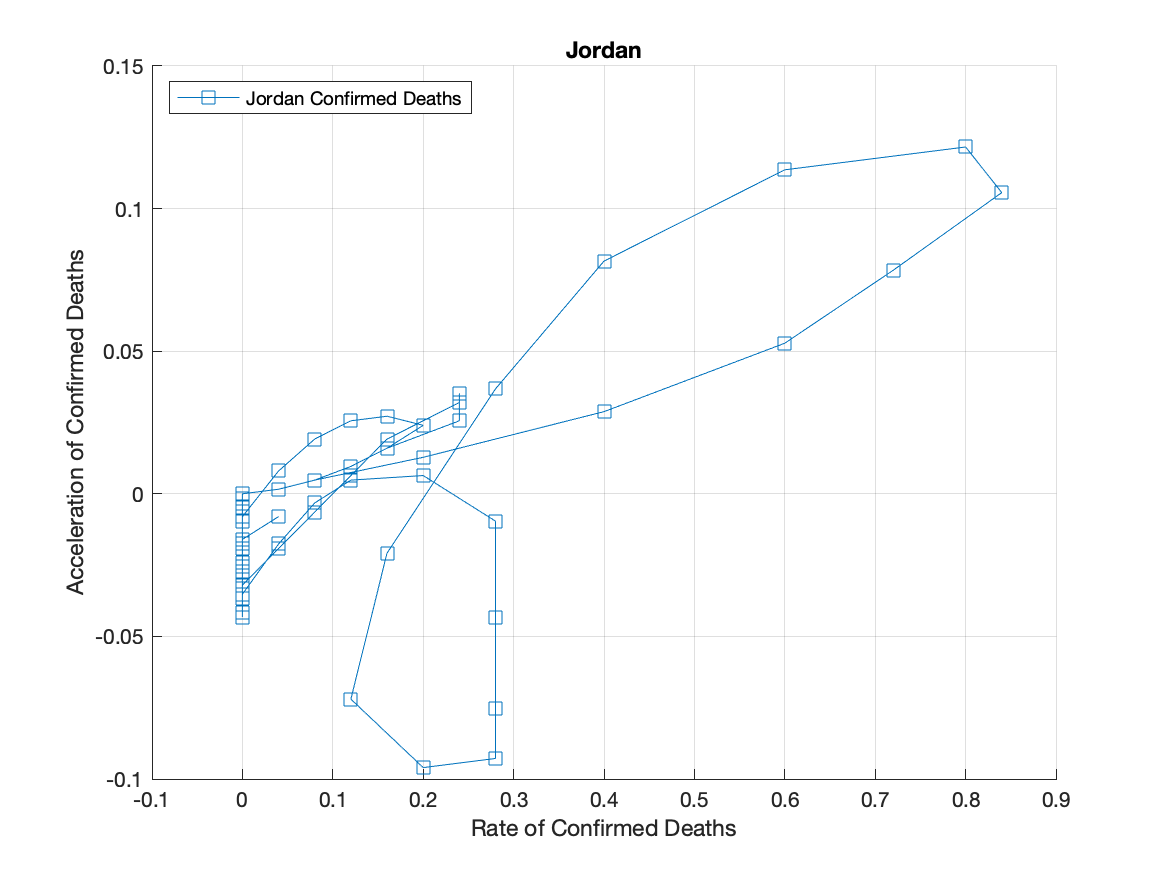 Jordan
0.15
Jordan Confirmed Deaths
0.1
0.05
0
-0.05
-0.1
Acceleration of Confirmed Deaths
-0.1 0 0.1 0.2 0.3 0.4 0.5 0.6 0.7 0.8 0.9
Rate of Confirmed Deaths